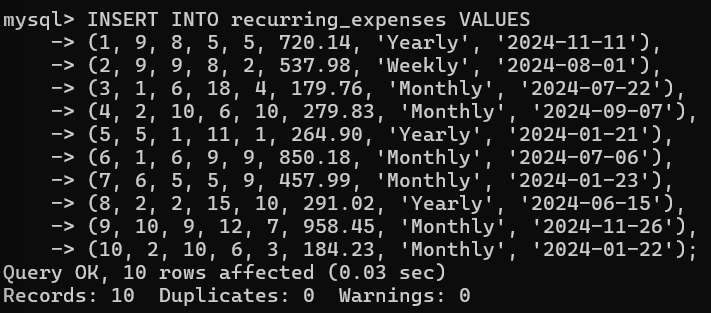 mysql> INSERT INTO recurring_expenses VALUES
    -> (1, 9, 8, 5, 5, 720.14, 'Yearly', '2024-11-11'),
    -> (2, 9, 9, 8, 2, 537.98, 'Weekly', '2024-08-01'),
    -> (3, 1, 6, 18, 4, 179.76, 'Monthly', '2024-07-22'),
    -> (4, 2, 10, 6, 10, 279.83, 'Monthly', '2024-09-07'),
    -> (5, 5, 1, 11, 1, 264.90, 'Yearly', '2024-01-21'),
    -> (6, 1, 6, 9, 9, 850.18, 'Monthly', '2024-07-06'),
    -> (7, 6, 5, 5, 9, 457.99, 'Monthly', '2024-01-23'),
    -> (8, 2, 2, 15, 10, 291.02, 'Yearly', '2024-06-15'),
    -> (9, 10, 9, 12, 7, 958.45, 'Monthly', '2024-11-26'),
    -> (10, 2, 10, 6, 3, 184.23, 'Monthly', '2024-01-22');
Query OK, 10 rows affected (0.03 sec)
Records: 10  Duplicates: 0  Warnings: 0